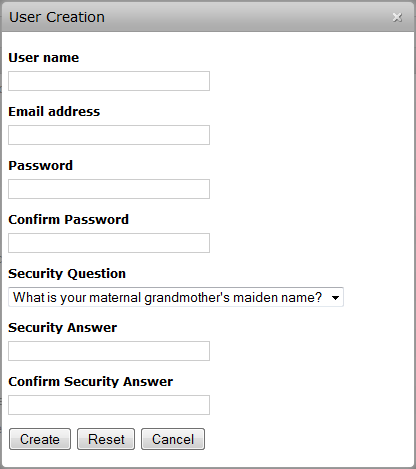 User Creation
User name
Email address
Password
Confirm Password
Security Question
What is your maternal grandmother's maiden name?
Security Answer
Confirm Security Answer
Create Reset Cancel